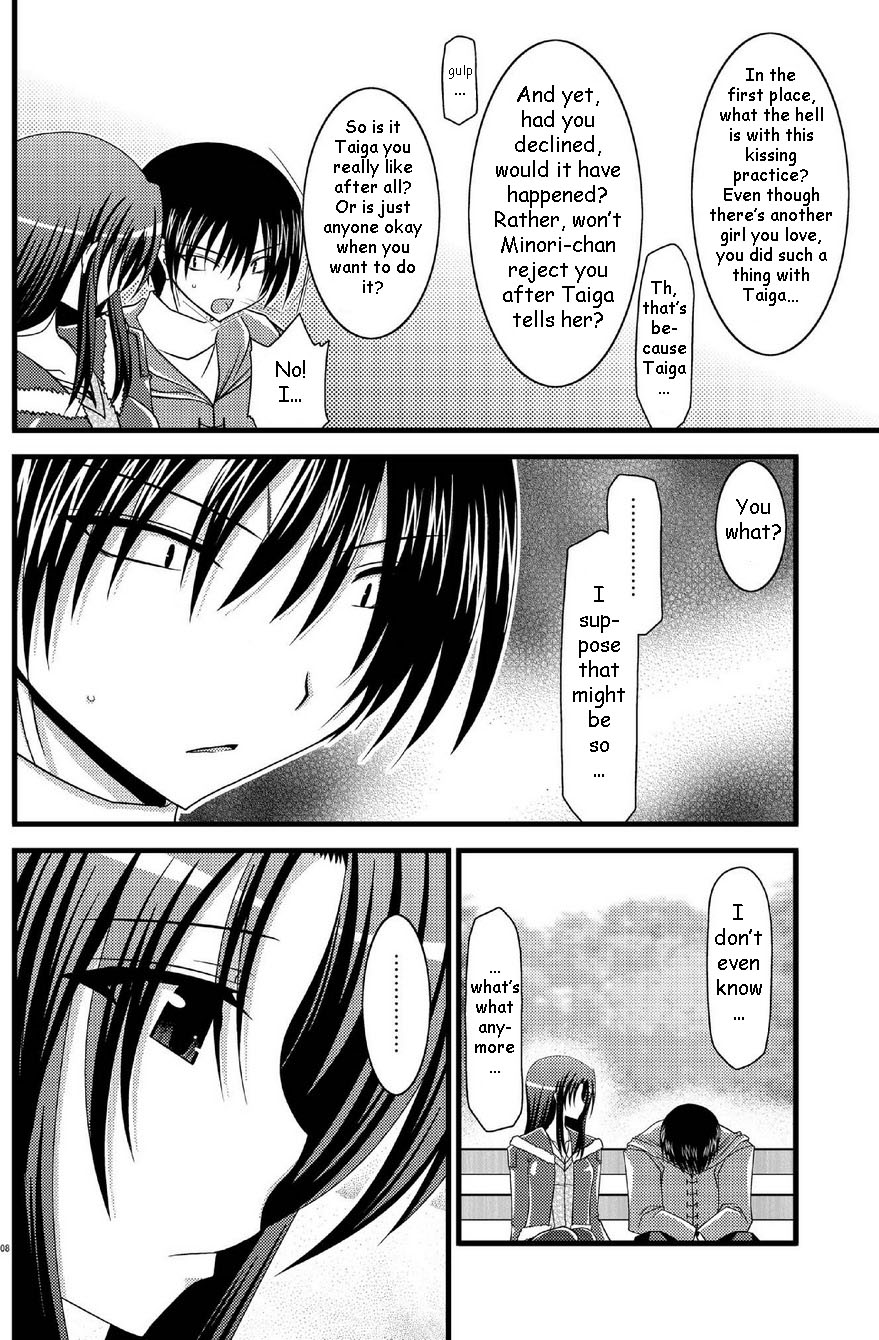 In the
first place,
what the hell
is with this
kissing
practice?
Even though
there's another
girl you love,
you did such a
thing with
Taiga...
Th,
that's
be-
cause
Taiga
...
And yet,
had you
declined,
would it have
happened?
Rather, won't
Minori-chan
reject you
after Taiga
tells her?
gulp
...
So is it
Taiga you
really like
after all?
Or is just
anyone okay
when you
want to do
it?
No!
I...
You
what?
..........
I
sup-
pose
that
might
be
so
...
I
don't
even
know
...
...
what's
what
any-
more
...
..........
08